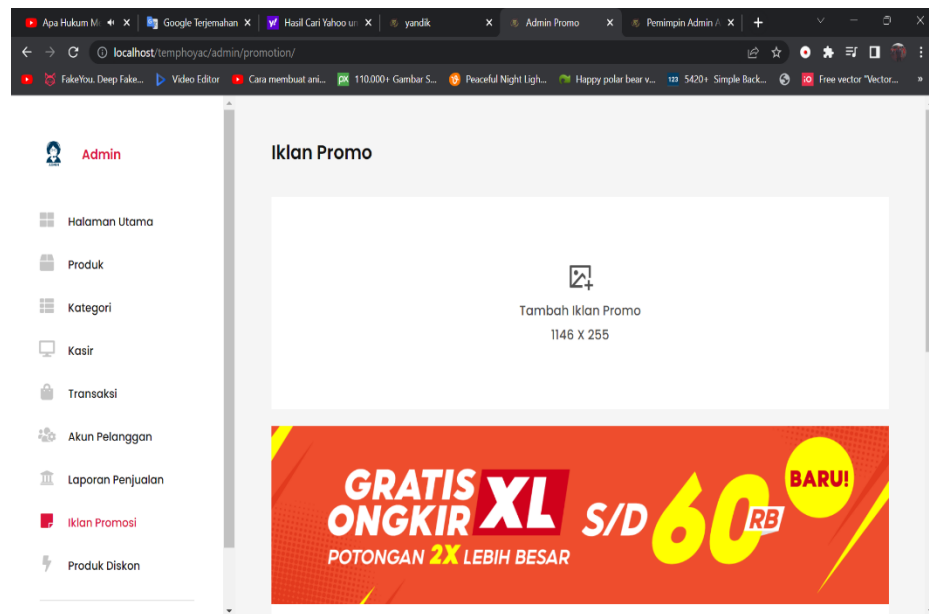 Apa Hukum M
Google Terjemahan
Hasil Cari Yahoo un
yandik
Admin Promo
Pemimpin Admin A
localhost/temphoyac/admin/promotion/
FakeYou. Deep Fake...
Video Editor
Cara membuat ani...
PX
110.000+ Gambar S...
Peaceful Night Ligh...
Happy polar bear v...
123
5420+ Simple Back...
Free vector "Vector...
»
Admin
Halaman Utama
Produk
Kategori
Kasir
Transaksi
Akun Pelanggan
Laporan Penjualan
Iklan Promosi
Produk Diskon
Iklan Promo
Tambah Iklan Promo
1146 X 255
GRATIS
ONGKIR
XL
S/D
60
RB
BARU!
POTONGAN 2X LEBIH BESAR